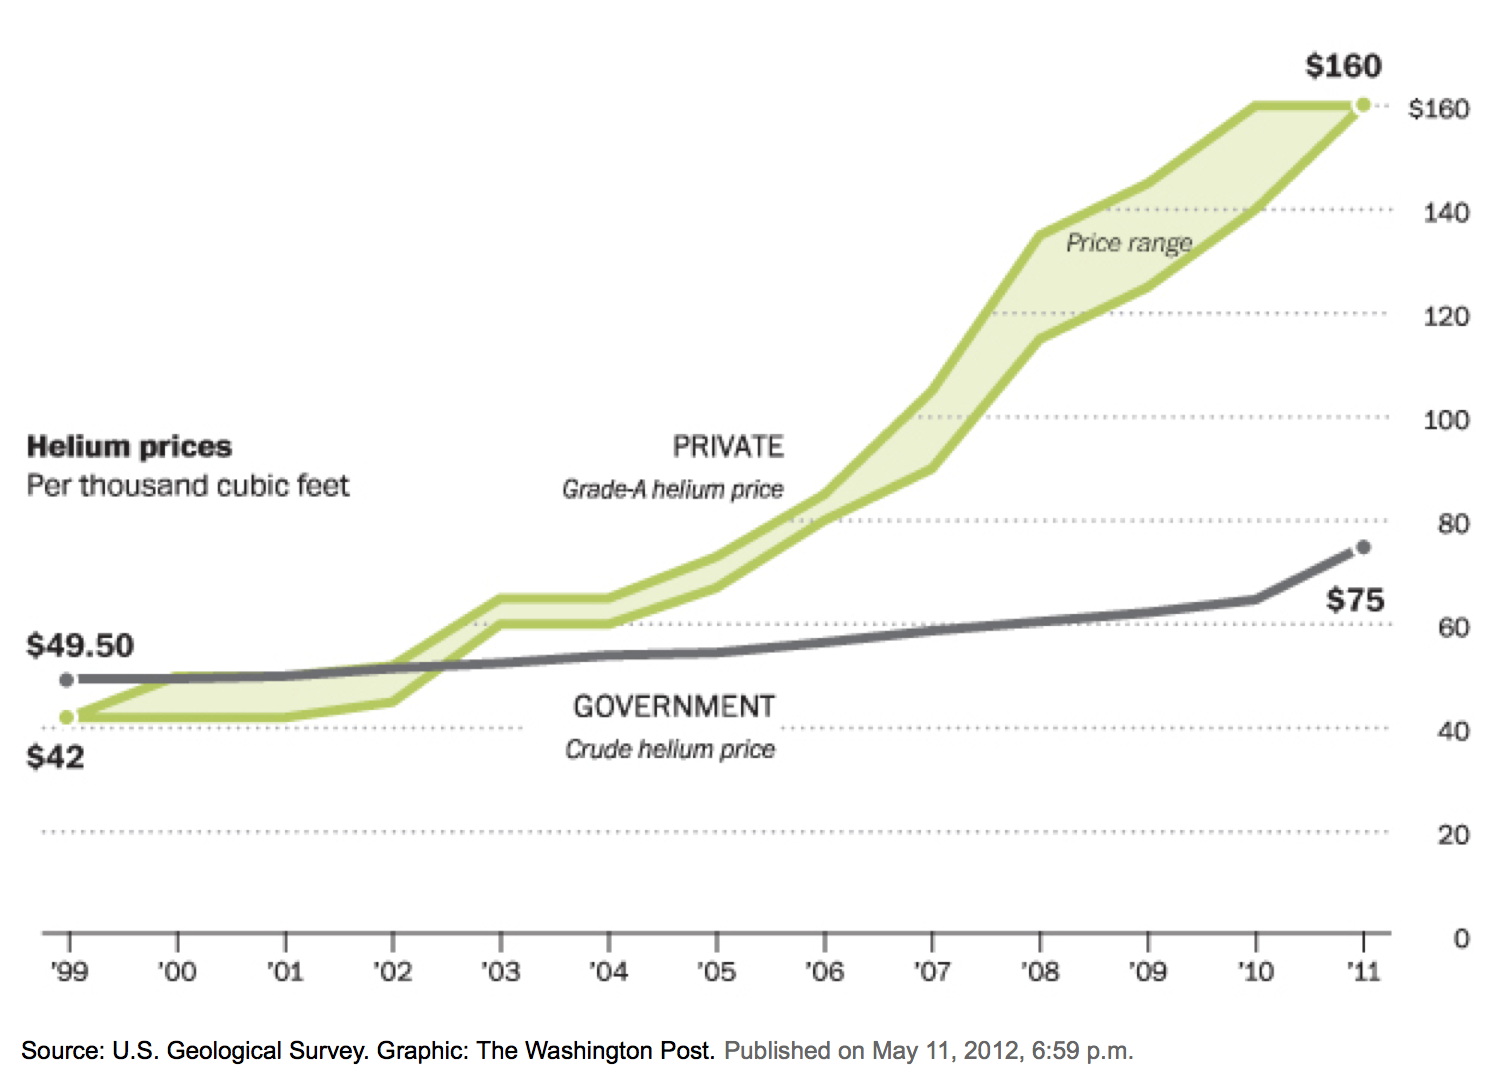 $160
$160
140
Price range
120
100
Helium prices
Per thousand cubic feet
PRIVATE
Grade-A helium price
80
$75
60
$49.50
GOVERNMENT
Crude helium price
40
$42
20
0
'99 '00 '01 '02 '03 '04 '05 '06 '07 '08 '09 '10 '11
Source: U.S. Geological Survey. Graphic: The Washington Post. Published on May 11, 2012, 6:59 p.m.